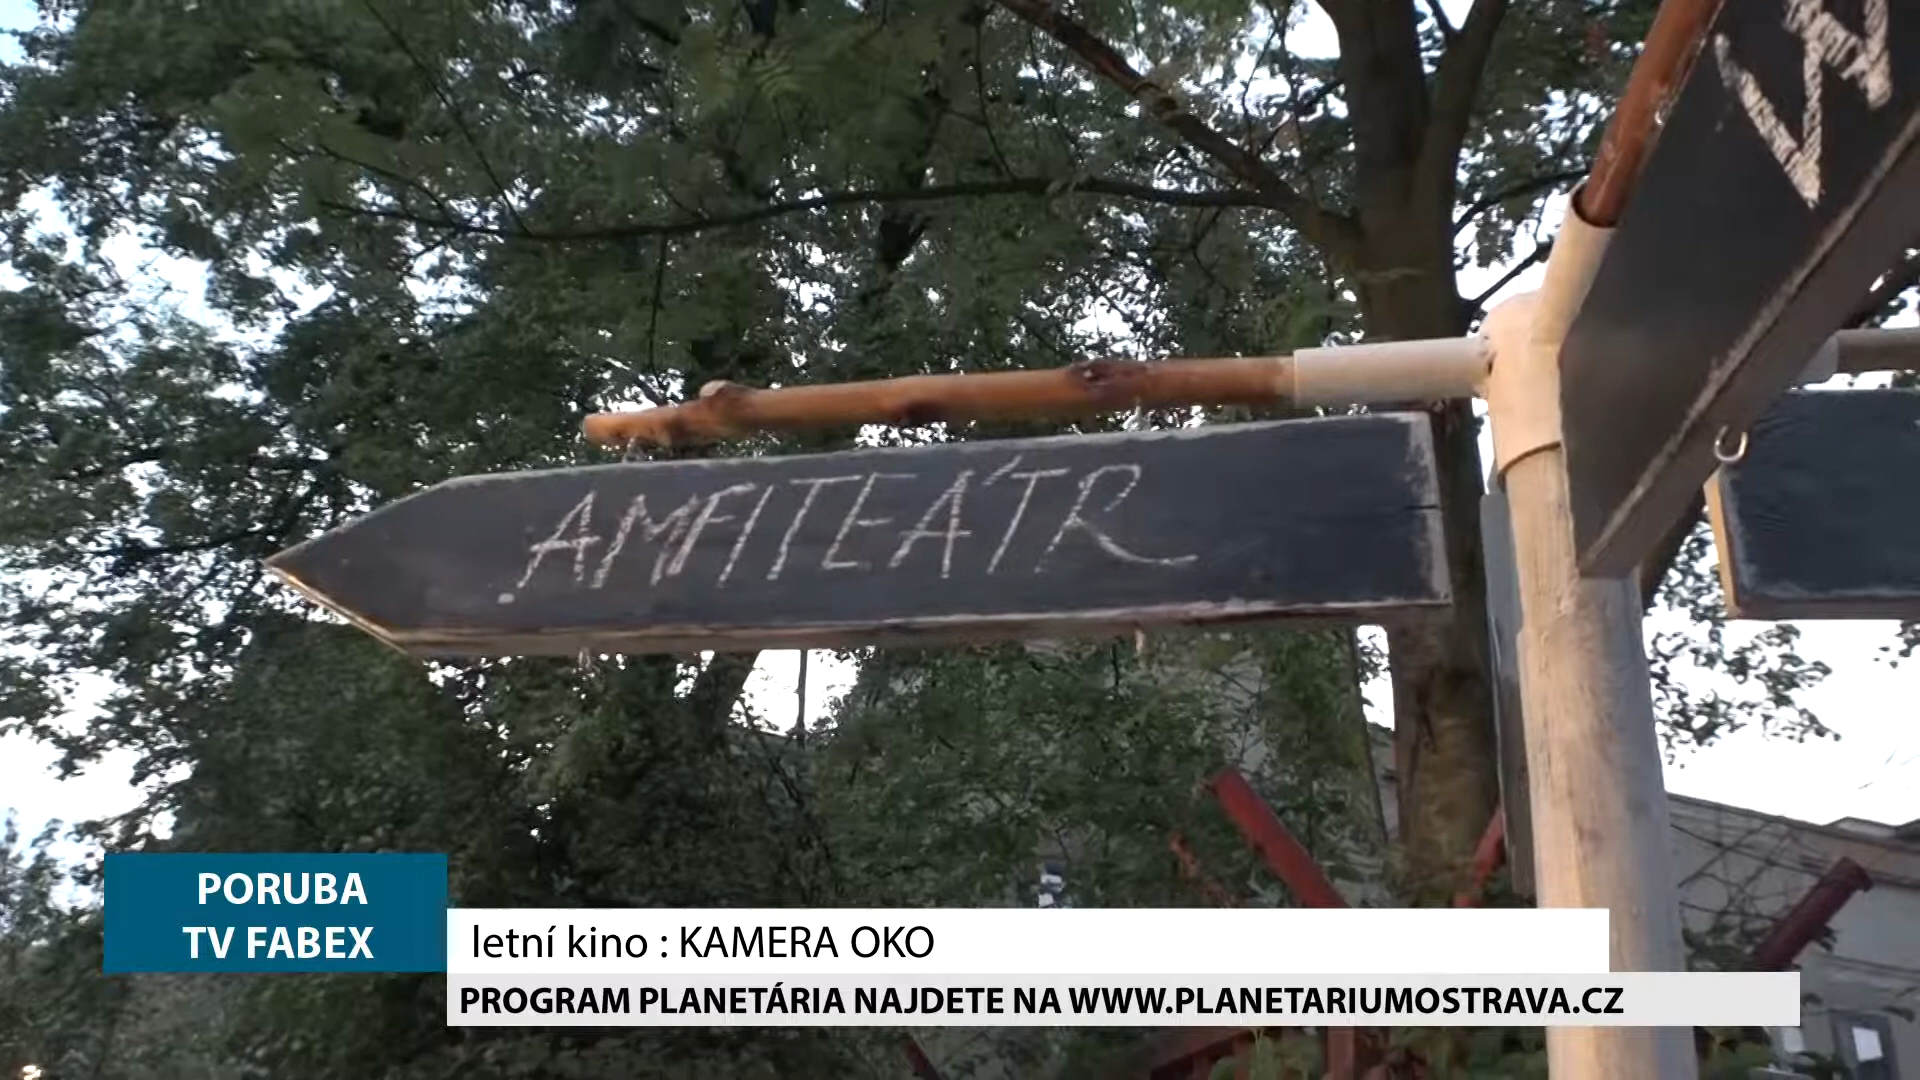 AMFITEÁTR
PORUBA
TV FABEX
letní kino : KAMERA OKO
PROGRAM PLANETÁRIA NAJDETE NA WWW.PLANETARIUMOSTRAVA.CZ